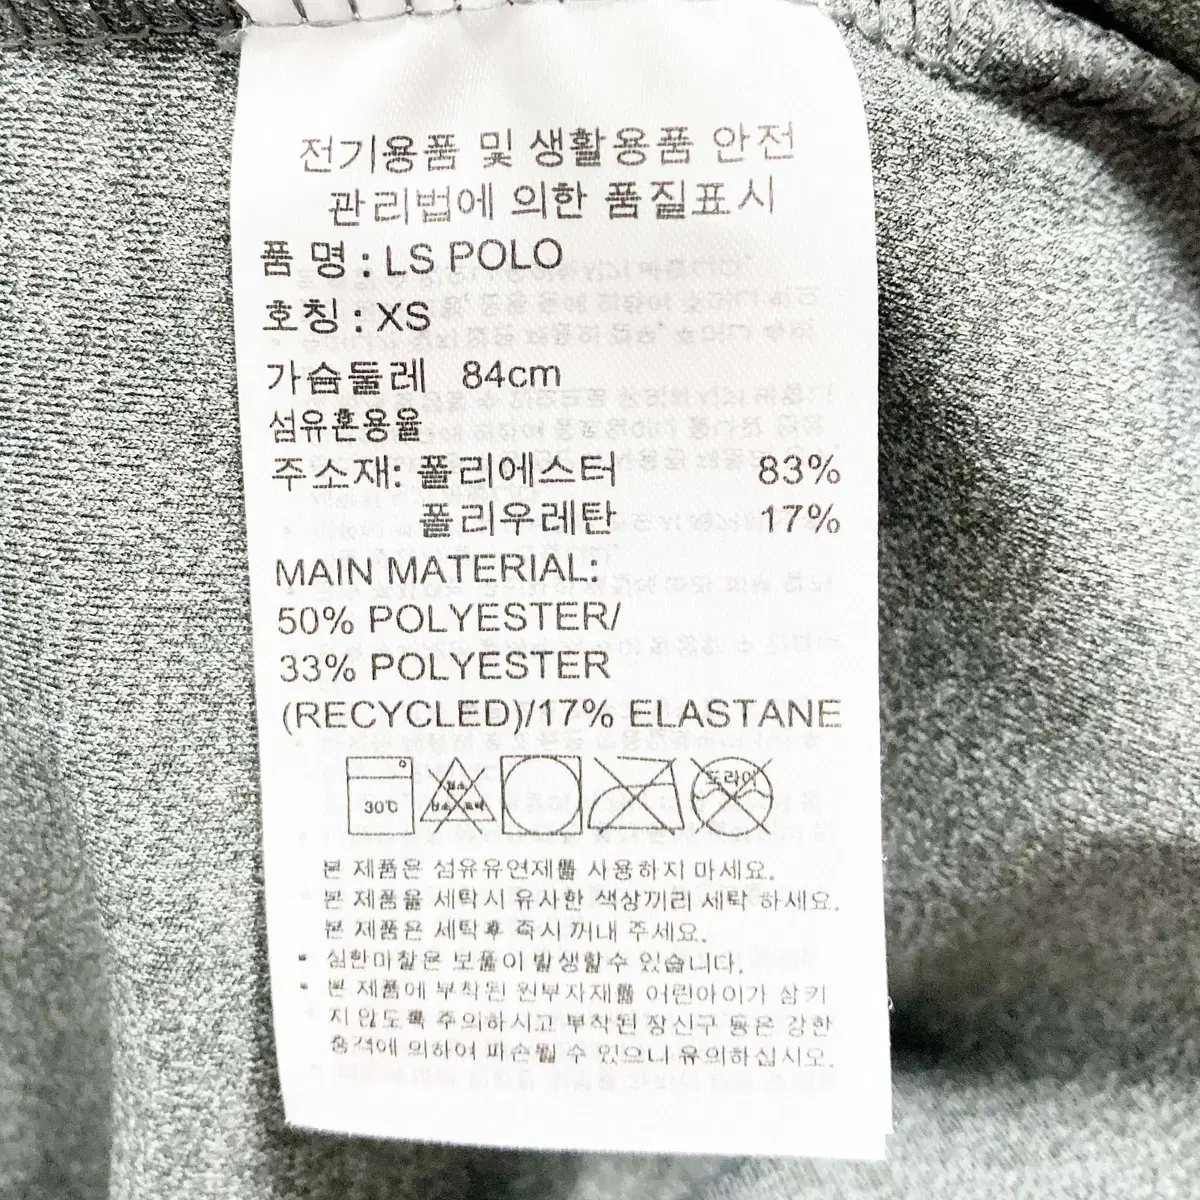 전기용품 및 생활용품 안전
관리법에 의한 품질표시
품 명 : LS POLO
호칭 : XS
가슴둘레 84cm
섬유혼용율
주소재: 폴리에스터 83%
폴리우레탄 17%
MAIN MATERIAL:
50% POLYESTER/
33% POLYESTER
(RECYCLED)/17% ELASTANE
30℃ 염소 산소 표백 드라이
본 제품은 섬유유연제를 사용하지 마세요.
본 제품을 세탁시 유사한 색상끼리 세탁 하세요.
본 제품은 세탁후 즉시 꺼내 주세요.
- 심한마찰은 보풀이 발생할수 있습니다.
- 본 제품에 부착된 원부자재를 어린아이가 삼키
지 않도록 주의하시고 부착된 장신구 등은 강한
충격에 의하여 파손될 수 있으니 유의하십시오.